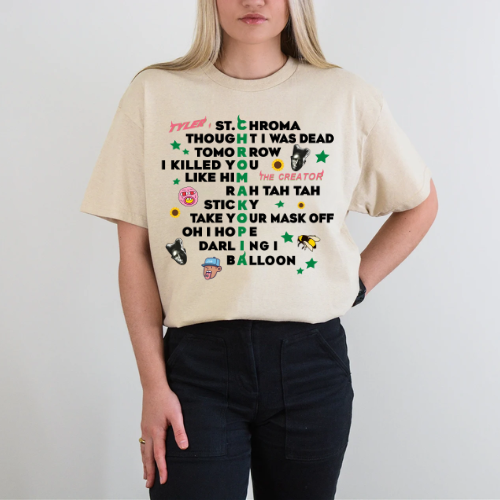 TYLER, ST. CHROMA
THOUGHT I WAS DEAD
TOMORROW
I KILLED YOU
LIKE HIM THE CREATOR
RAH TAH TAH
STICKY
TAKE YOUR MASK OFF
OH I HOPE
DARLING I
BALLOON